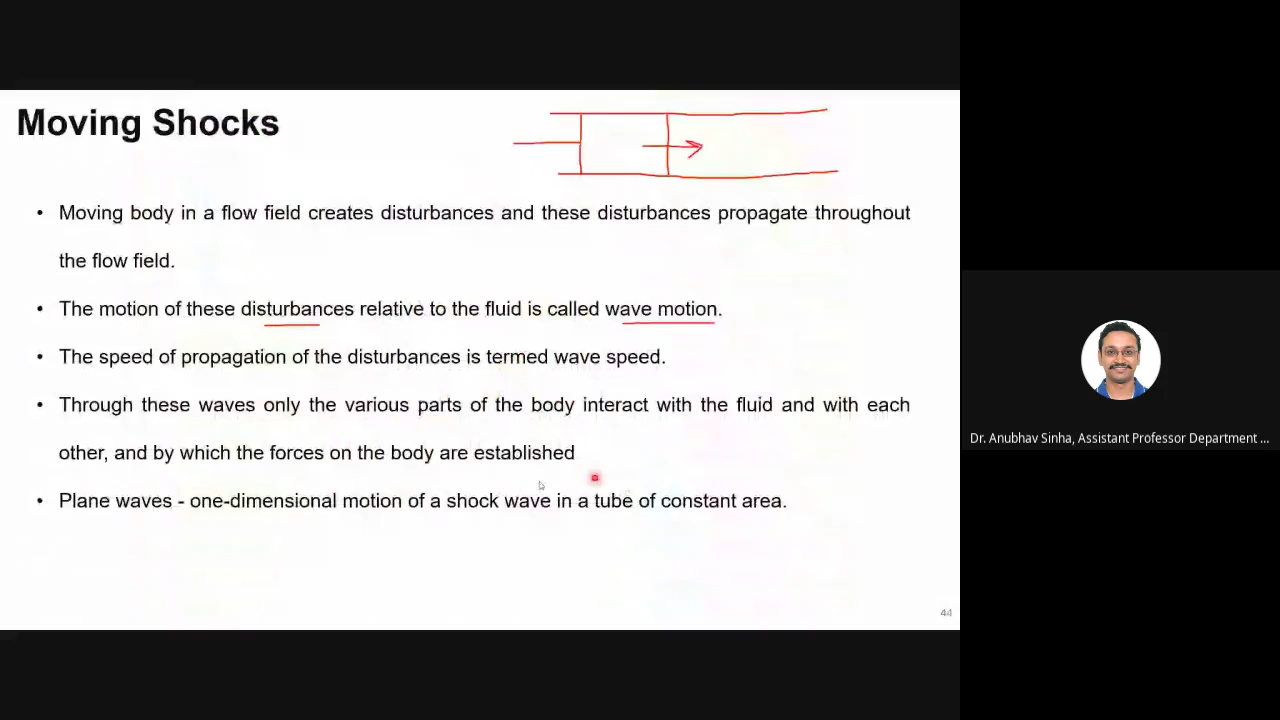 Moving Shocks
• Moving body in a flow field creates disturbances and these disturbances propagate throughout
the flow field.
• The motion of these disturbances relative to the fluid is called wave motion.
• The speed of propagation of the disturbances is termed wave speed.
• Through these waves only the various parts of the body interact with the fluid and with each
other, and by which the forces on the body are established
• Plane waves - one-dimensional motion of a shock wave in a tube of constant area.
44
Dr. Anubhav Sinha, Assistant Professor Department ...